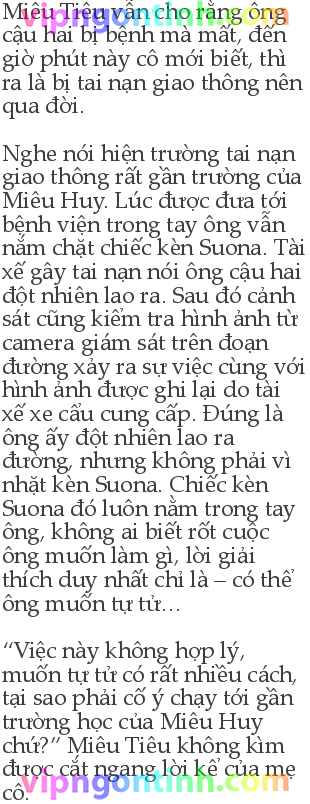 Miêu Tiêu vẫn cho rằng ông
cậu hai bị bệnh mà mất, đến
giờ phút này cô mới biết, thì
ra là bị tai nạn giao thông nên
qua đời.
Nghe nói hiện trường tai nạn
giao thông rất gần trường của
Miêu Huy. Lúc được đưa tới
bệnh viện trong tay ông vẫn
nắm chặt chiếc kèn Suona. Tài
xế gây tai nạn nói ông cậu hai
đột nhiên lao ra. Sau đó cảnh
sát cũng kiểm tra hình ảnh từ
camera giám sát trên đoạn
đường xảy ra sự việc cùng với
hình ảnh được ghi lại do tài
xế xe cẩu cung cấp. Đúng là
ông ấy đột nhiên lao ra
đường, nhưng không phải vì
nhặt kèn Suona. Chiếc kèn
Suona đó luôn nằm trong tay
ông, không ai biết rốt cuộc
ông muốn làm gì, lời giải
thích duy nhất chỉ là – có thể
ông muốn tự tử…
“Việc này không hợp lý,
muốn tự tử có rất nhiều cách,
tại sao phải cố ý chạy tới gần
trường học của Miêu Huy
chứ?” Miêu Tiêu không kìm
được cắt ngang lời kể của mẹ
cô.
vipngontinh.com
vipngontinh.com